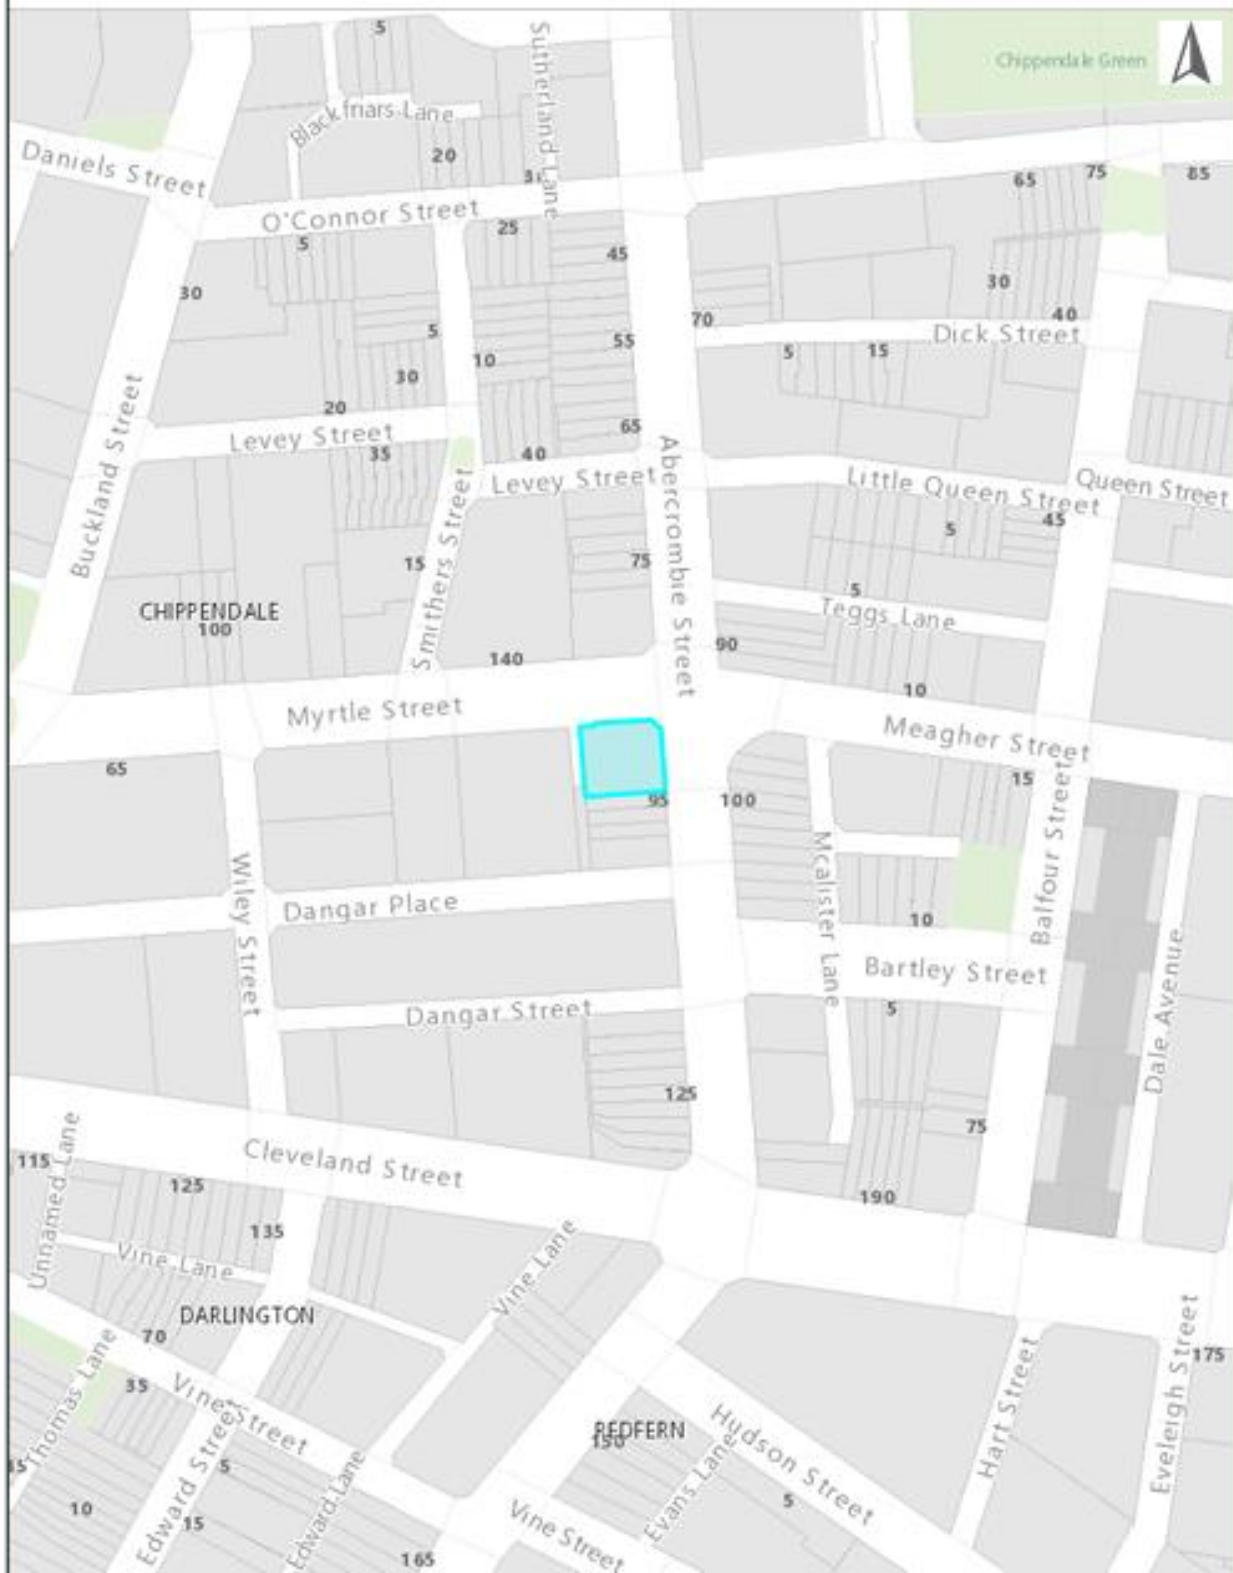 5
Sutherland Lane
Chippendale Green
Blackfriars Lane
Daniels Street
20
65
75
85
O'Connor Street
25
5
45
30
30
70
40
5
10
55
Dick Street
5
15
30
20
65
Levey Street
35
40
Levey Street
Abercrombie Street
Little Queen Street
Queen Street
Buckland Street
Smithers Street
5
45
15
75
5
CHIPPENDALE
100
Teggs Lane
140
90
10
Myrtle Street
Meagher Street
65
15
95
100
Wiley Street
Mcalister Lane
Balfour Street
Dangar Place
10
Bartley Street
Dangar Street
5
Dale Avenue
125
75
Cleveland Street
115
125
190
Unnamed Lane
135
Vine Lane
Vine Lane
DARLINGTON
70
175
Thomas Lane
35
Vine Street
REDFERN
150
Hudson Street
Hart Street
Eveleigh Street
Edward Street
5
Edward Lane
Evans Lane
5
10
15
Vine Street
165